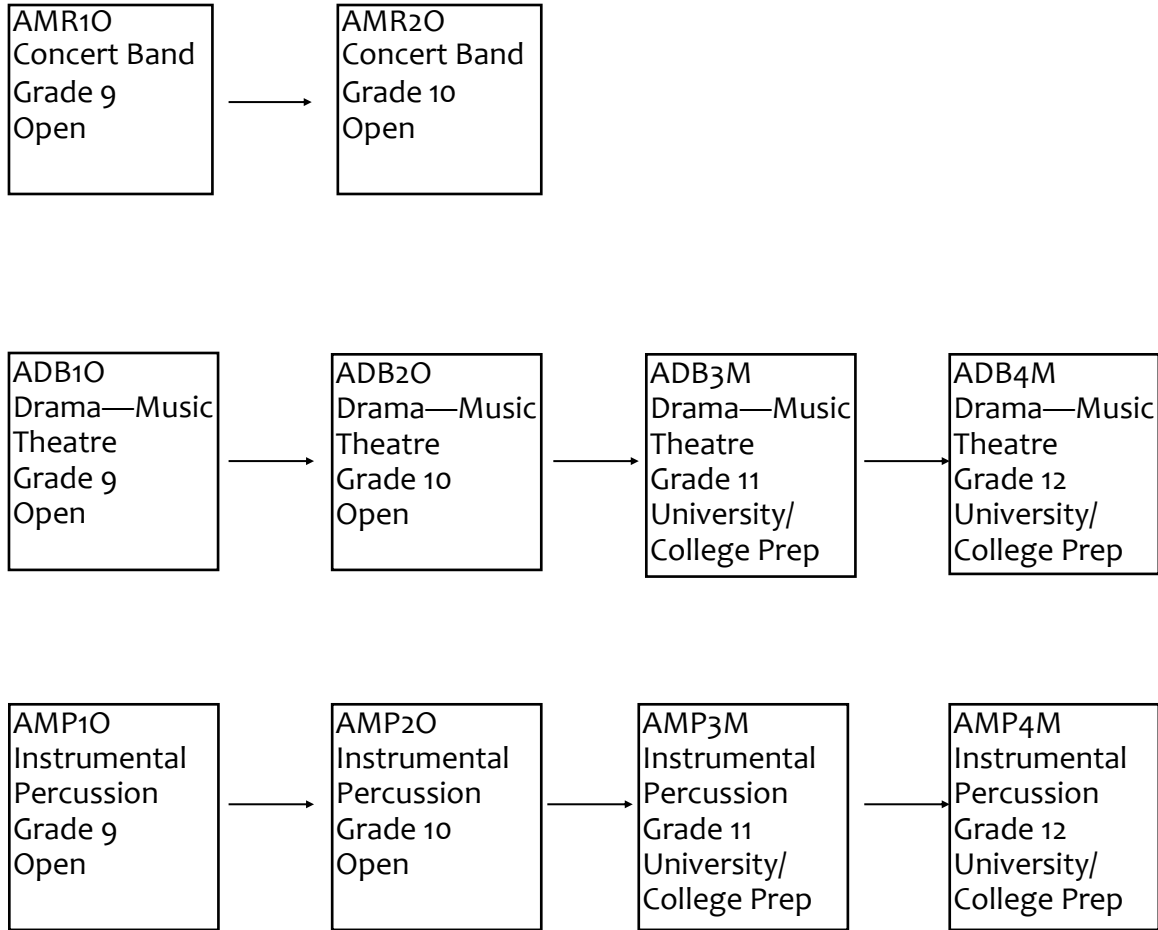 AMR1O
Concert Band
Grade 9
Open
AMR2O
Concert Band
Grade 10
Open
ADB1O
Drama—Music
Theatre
Grade 9
Open
ADB2O
Drama—Music
Theatre
Grade 10
Open
ADB3M
Drama—Music
Theatre
Grade 11
University/
College Prep
ADB4M
Drama—Music
Theatre
Grade 12
University/
College Prep
AMP1O
Instrumental
Percussion
Grade 9
Open
AMP2O
Instrumental
Percussion
Grade 10
Open
AMP3M
Instrumental
Percussion
Grade 11
University/
College Prep
AMP4M
Instrumental
Percussion
Grade 12
University/
College Prep